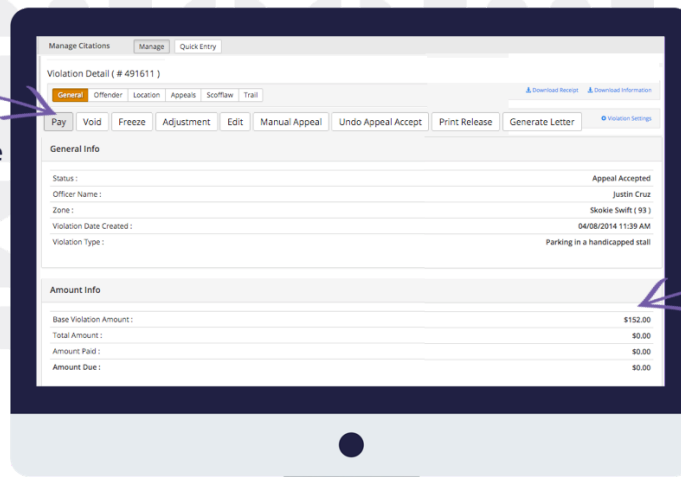 Manage Citations Manage Quick Entry
Violation Detail ( # 491611 )
General Offender Location Appeals Scofflaw Trail Download Receipt Download Information
Pay Void Freeze Adjustment Edit Manual Appeal Undo Appeal Accept Print Release Generate Letter Violation Settings
General Info
Status : Appeal Accepted
Officer Name : Justin Cruz
Zone : Skokie Swift ( 93 )
Violation Date Created : 04/08/2014 11:39 AM
Violation Type : Parking in a handicapped stall
Amount Info
Base Violation Amount : $152.00
Total Amount : $0.00
Amount Paid : $0.00
Amount Due : $0.00